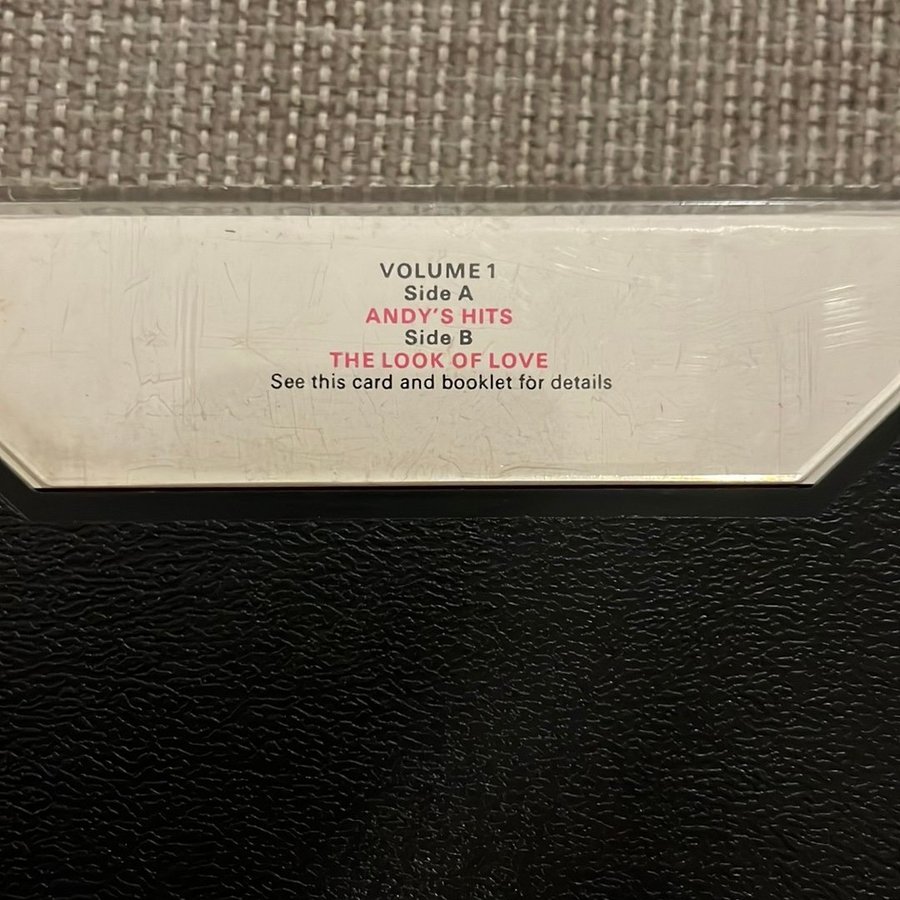 VOLUME 1
Side A
ANDY'S HITS
Side B
THE LOOK OF LOVE
See this card and booklet for details